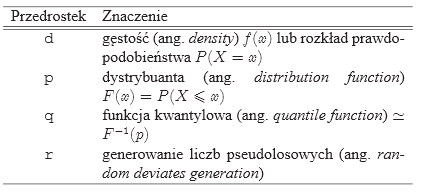 Przedrostek Znaczenie
d gęstość (ang. density) f(x) lub rozkład prawdo-
podobieństwa P(X = x)
p dystrybuanta (ang. distribution function)
F(x) = P(X ⩽ x)
q funkcja kwantylowa (ang. quantile function) ≃
F⁻¹(p)
r generowanie liczb pseudolosowych (ang. ran-
dom deviates generation)